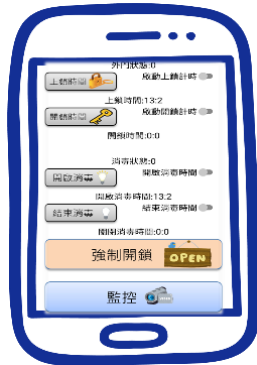 外門狀態:0
上鎖時間
啟動上鎖計時
上鎖時間:13:2
開鎖時間
啟動開鎖計時
開鎖時間:0:0
消毒狀態:0
開啟消毒
開啟消毒時間
開啟消毒時間:13:2
結束消毒
結束消毒時間
關閉消毒時間:0:0
強制開鎖
OPEN
監控